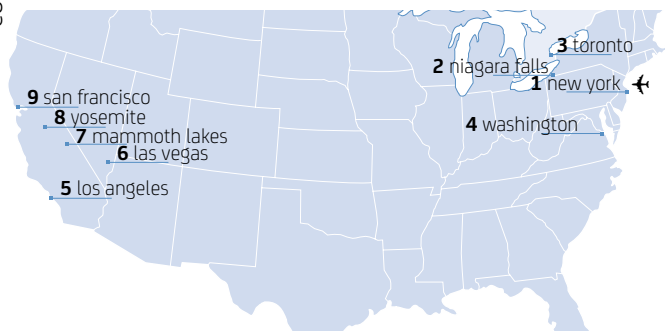 3 toronto
2 niagara falls
1 new york
9 san francisco
8 yosemite
4 washington
7 mammoth lakes
6 las vegas
5 los angeles